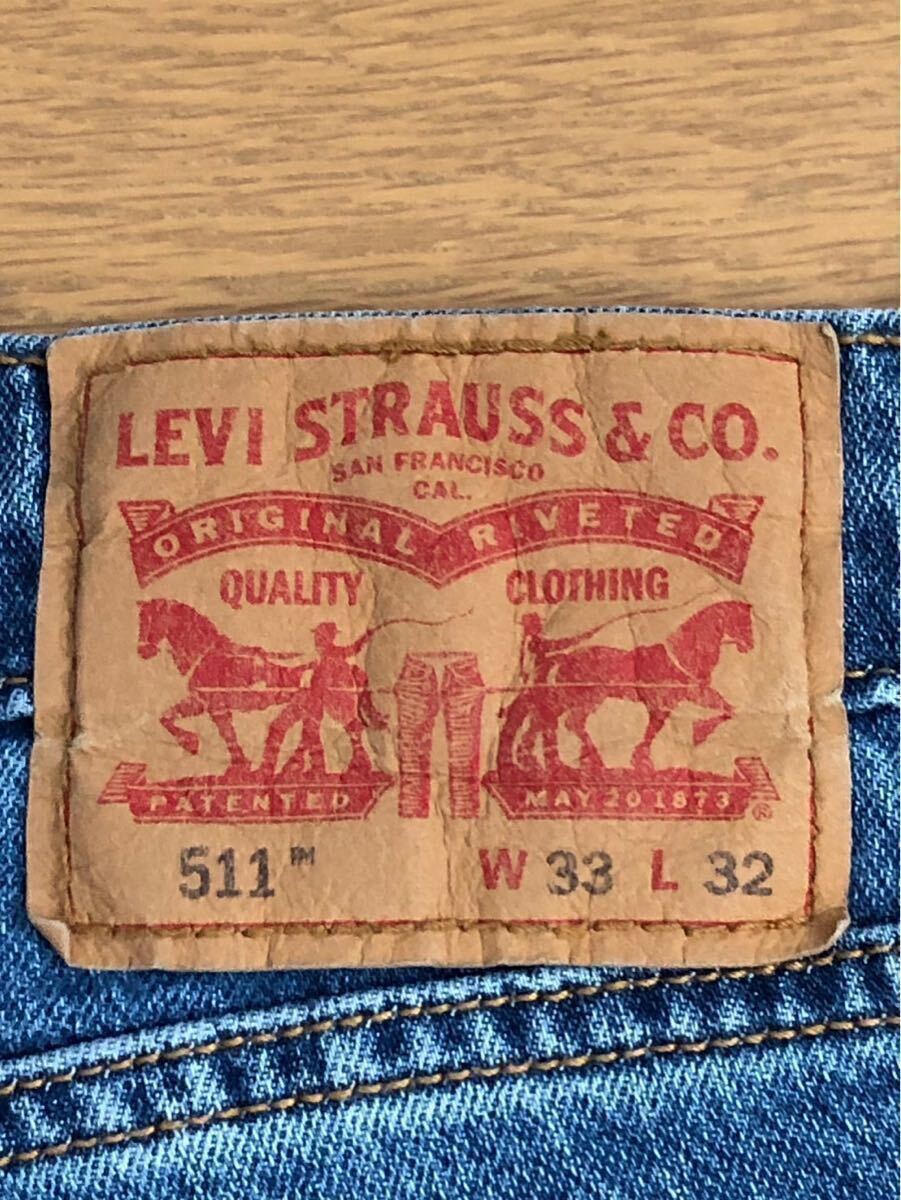 LEVI STRAUSS & CO.
SAN FRANCISCO
CAL.
ORIGINAL RIVETED
QUALITY CLOTHING
PATENTED MAY 20 1873 ®
511™ W 33 L 32